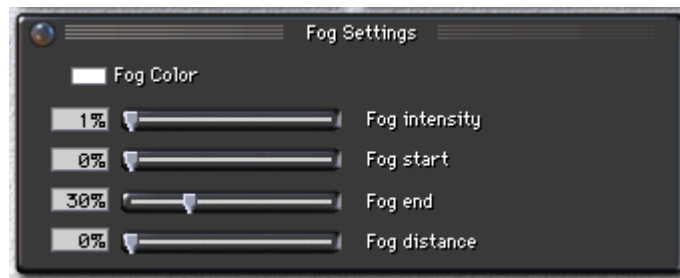 Fog Settings
Fog Color
1% Fog intensity
0% Fog start
30% Fog end
0% Fog distance